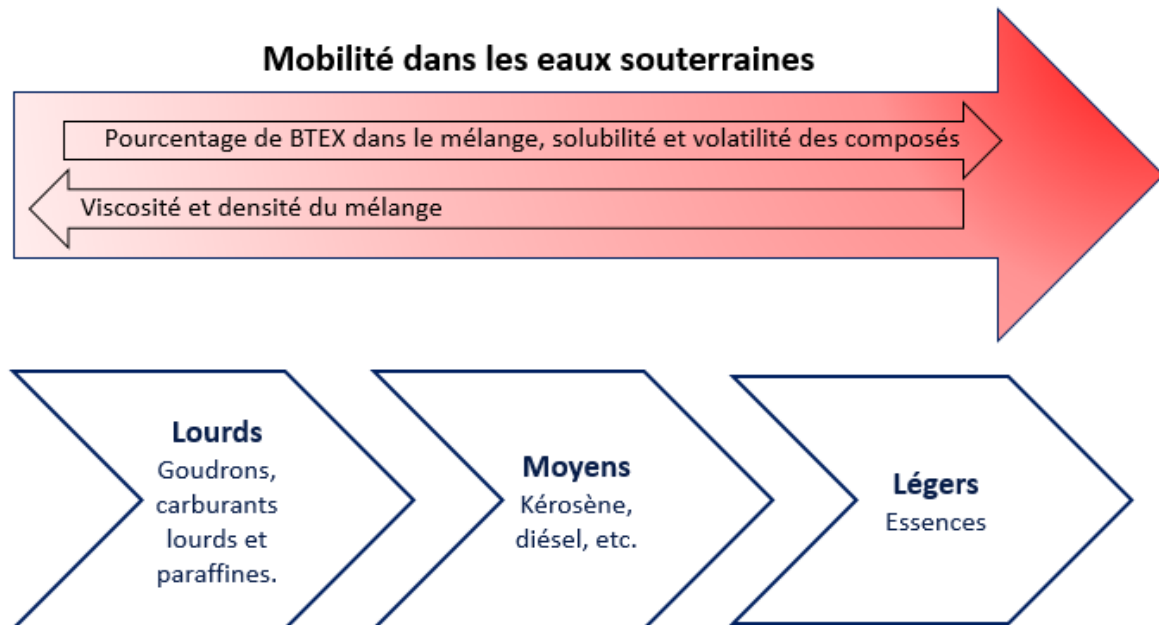 Mobilité dans les eaux souterraines
Pourcentage de BTEX dans le mélange, solubilité et volatilité des composés
Viscosité et densité du mélange
Lourds
Goudrons,
carburants
lourds et
paraffines.
Moyens
Kérosène,
diésel, etc.
Légers
Essences